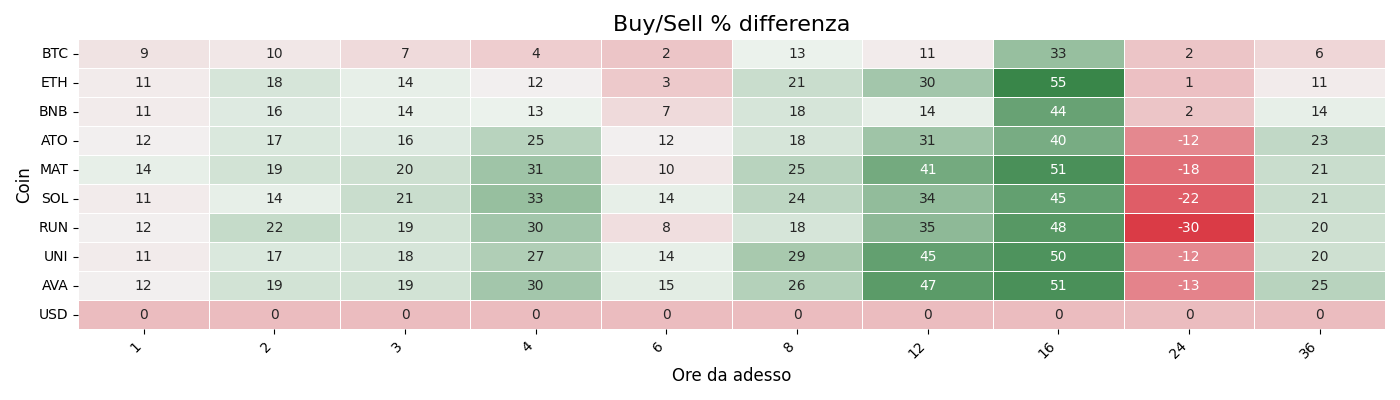 Buy/Sell % differenza
BTC 9 10 7 4 2 13 11 33 2 6
ETH 11 18 14 12 3 21 30 55 1 11
BNB 11 16 14 13 7 18 14 44 2 14
ATO 12 17 16 25 12 18 31 40 -12 23
MAT 14 19 20 31 10 25 41 51 -18 21
SOL 11 14 21 33 14 24 34 45 -22 21
RUN 12 22 19 30 8 18 35 48 -30 20
UNI 11 17 18 27 14 29 45 50 -12 20
AVA 12 19 19 30 15 26 47 51 -13 25
USD 0 0 0 0 0 0 0 0 0 0
Coin
1 2 3 4 6 8 12 16 24 36
Ore da adesso